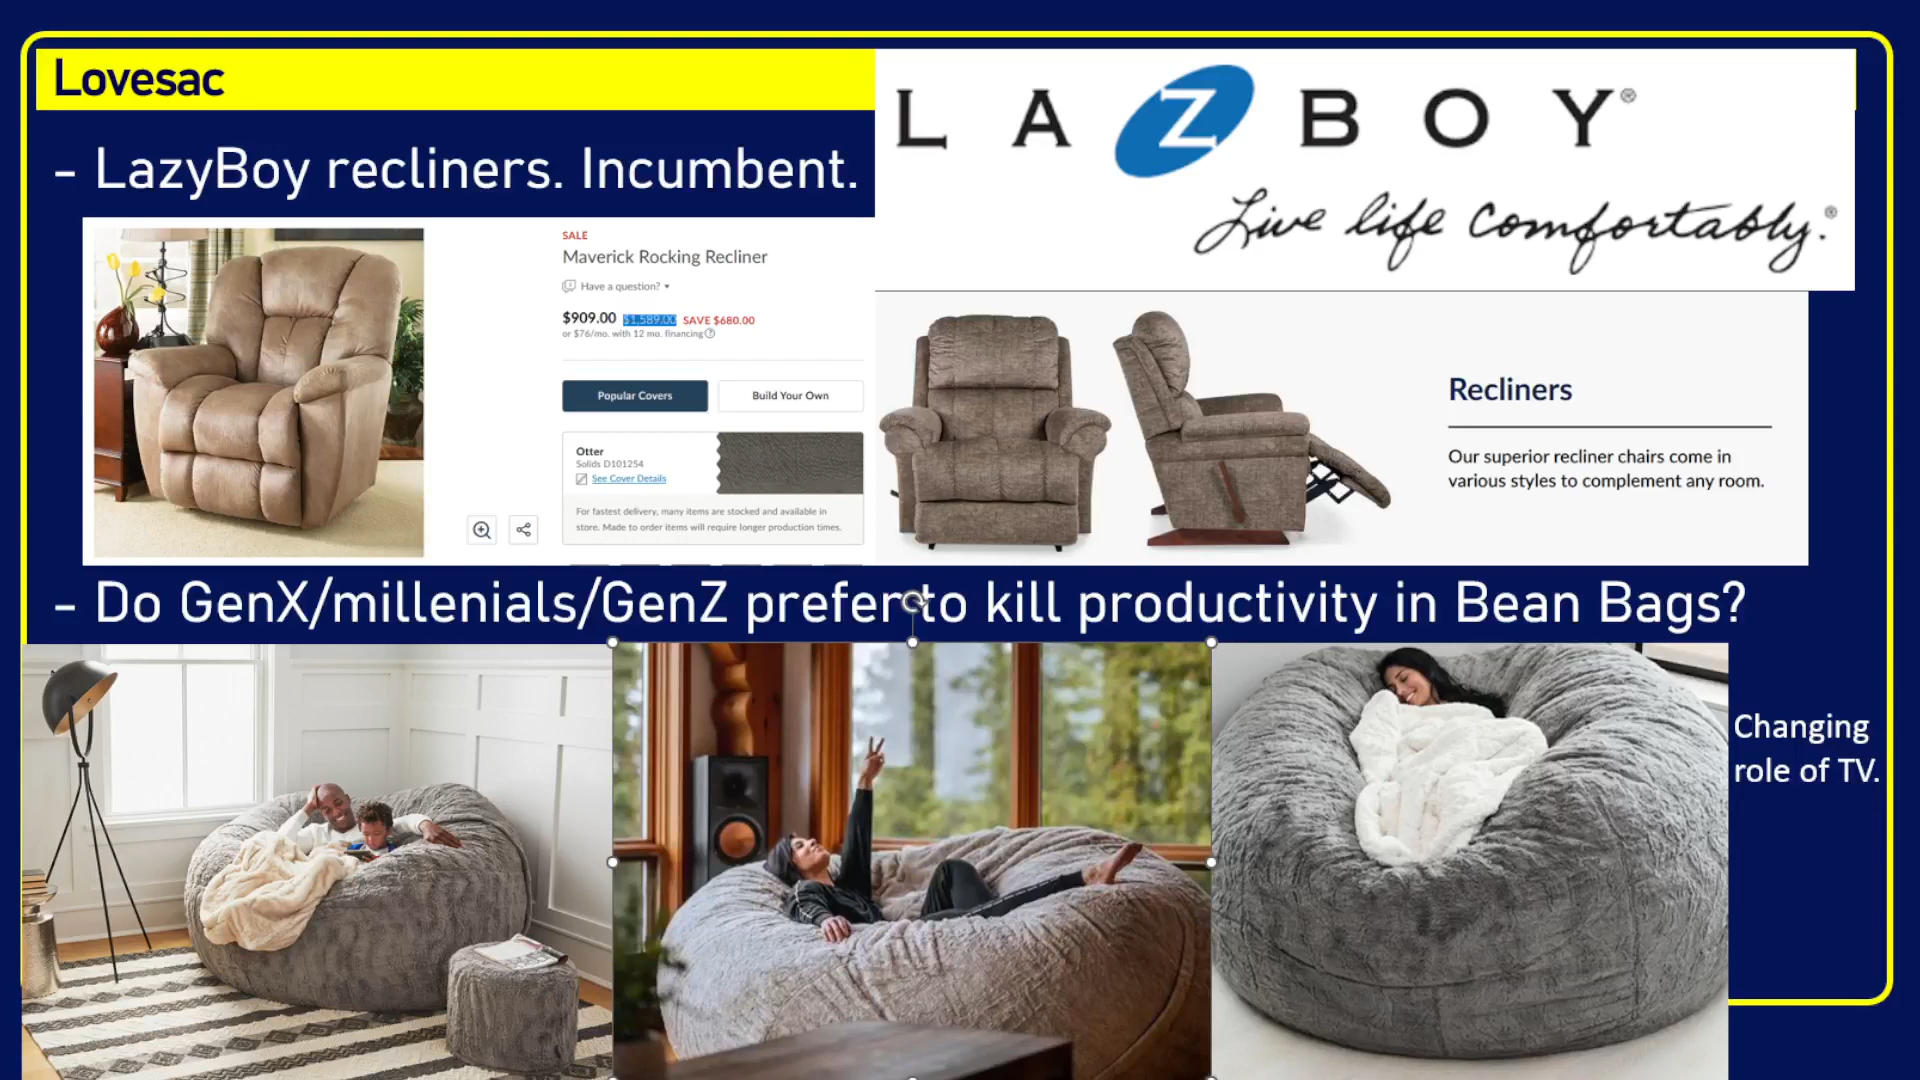 Lovesac
LAZBOY®
Live life comfortably.®
- LazyBoy recliners. Incumbent.
SALE
Maverick Rocking Recliner
Have a question? ▾
$909.00 $1,589.00 SAVE $680.00
or $76/mo. with 12 mo. financing ?
Popular Covers
Build Your Own
Otter
Solids D101254
See Cover Details
For fastest delivery, many items are stocked and available in
store. Made to order items will require longer production times.
Recliners
Our superior recliner chairs come in
various styles to complement any room.
- Do GenX/millenials/GenZ prefer to kill productivity in Bean Bags?
Changing
role of TV.